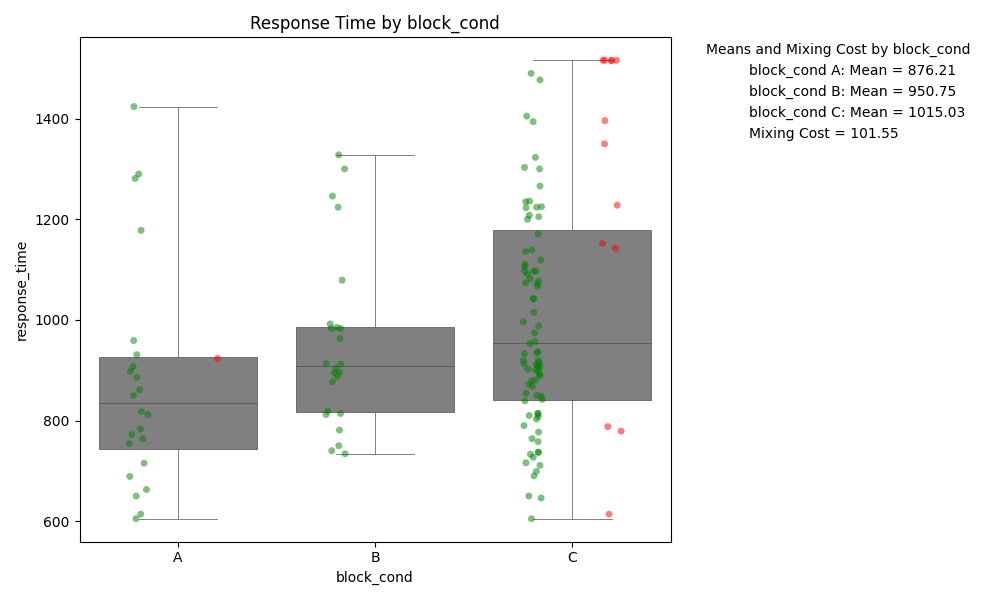 Response Time by block_cond
Means and Mixing Cost by block_cond
block_cond A: Mean = 876.21
block_cond B: Mean = 950.75
block_cond C: Mean = 1015.03
Mixing Cost = 101.55
response_time
1400
1200
1000
800
600
A
B
C
block_cond